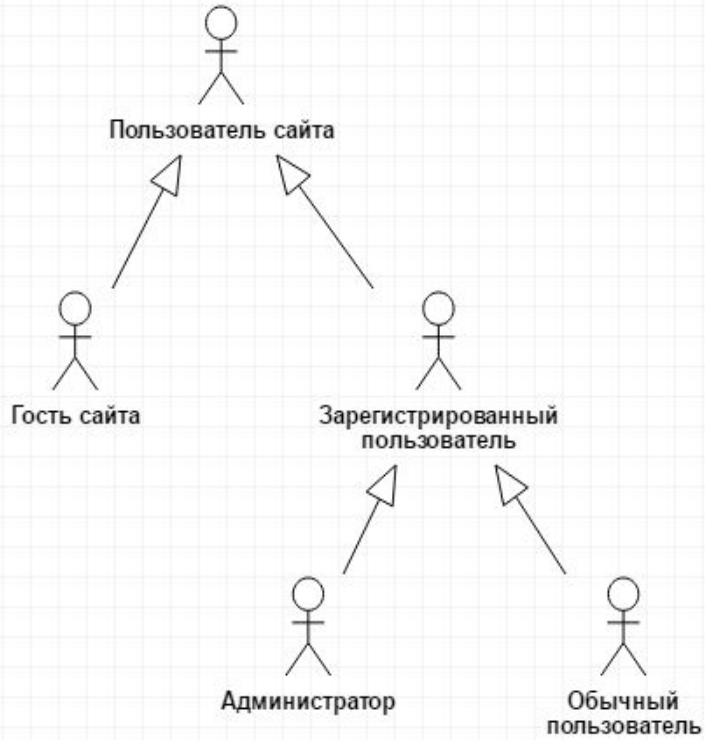 Пользователь сайта
Гость сайта
Зарегистрированный
пользователь
Администратор
Обычный
пользователь